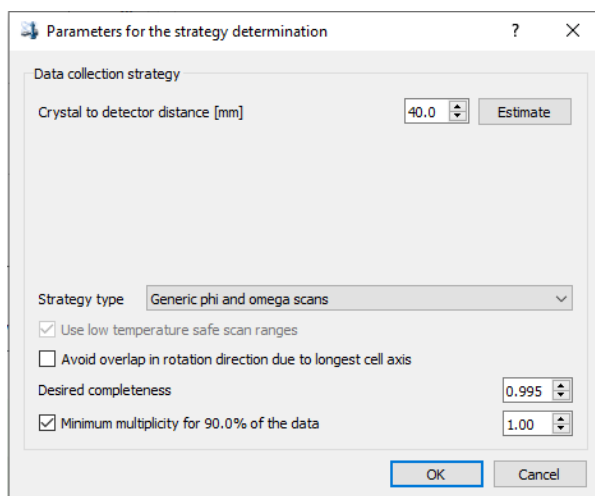 Parameters for the strategy determination
?
Data collection strategy
Crystal to detector distance [mm] 40.0 Estimate
Strategy type Generic phi and omega scans
Use low temperature safe scan ranges
Avoid overlap in rotation direction due to longest cell axis
Desired completeness 0.995
Minimum multiplicity for 90.0% of the data 1.00
OK Cancel